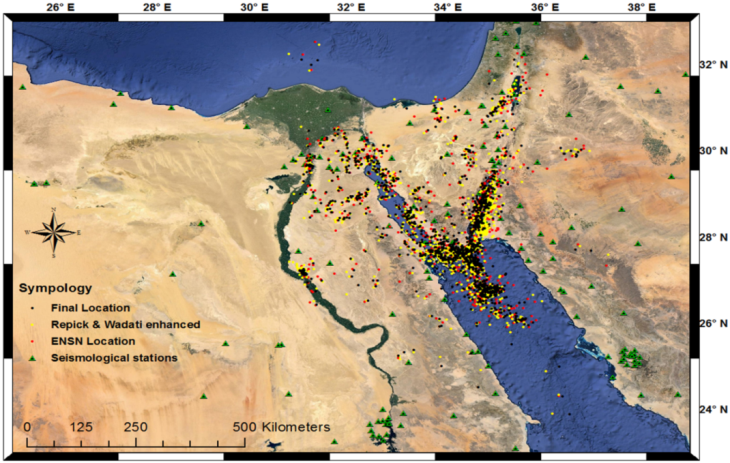 26° E 28° E 30° E 32° E 34° E 36° E 38° E
32° N
30° N
N
W E
S
28° N
Sympology
Final Location
Repick & Wadati enhanced
26° N
ENSN Location
Seismological stations
24° N
0 125 250 500 Kilometers